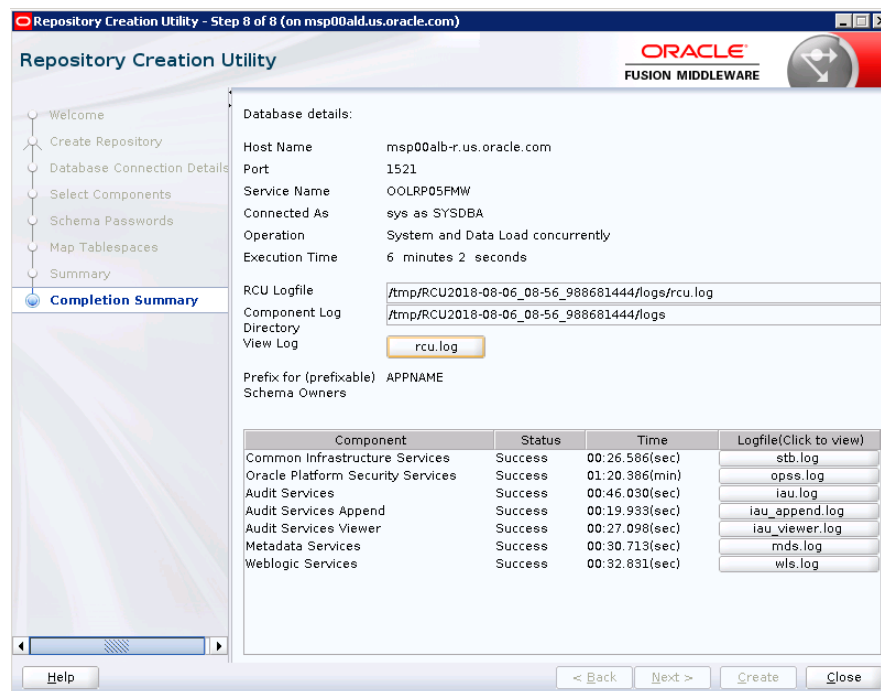 Repository Creation Utility - Step 8 of 8 (on msp00ald.us.oracle.com)
Repository Creation Utility
ORACLE
FUSION MIDDLEWARE
Welcome
Create Repository
Database Connection Details
Select Components
Schema Passwords
Map Tablespaces
Summary
Completion Summary
Database details:
Host Name msp00alb-r.us.oracle.com
Port 1521
Service Name OOLRP05FMW
Connected As sys as SYSDBA
Operation System and Data Load concurrently
Execution Time 6 minutes 2 seconds
RCU Logfile /tmp/RCU2018-08-06_08-56_988681444/logs/rcu.log
Component Log Directory /tmp/RCU2018-08-06_08-56_988681444/logs
View Log rcu.log
Prefix for (prefixable) Schema Owners APPNAME
Component Status Time Logfile(Click to view)
Common Infrastructure Services Success 00:26.586(sec) stb.log
Oracle Platform Security Services Success 01:20.386(min) opss.log
Audit Services Success 00:46.030(sec) iau.log
Audit Services Append Success 00:19.933(sec) iau_append.log
Audit Services Viewer Success 00:27.098(sec) iau_viewer.log
Metadata Services Success 00:30.713(sec) mds.log
Weblogic Services Success 00:32.831(sec) wls.log
Help < Back Next > Create Close